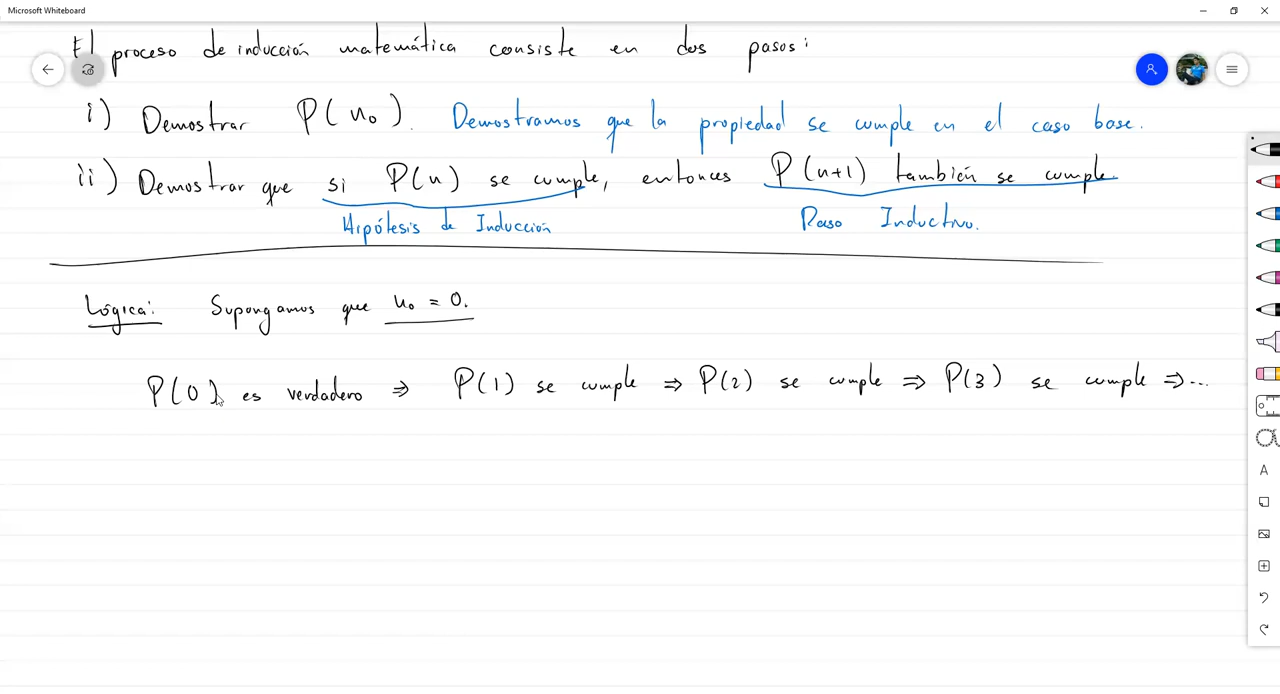 Microsoft Whiteboard
El proceso de inducción matemática consiste en dos pasos:
i) Demostrar P(n₀). Demostramos que la propiedad se cumple en el caso base.
ii) Demostrar que si P(n) se cumple, entonces P(n+1) también se cumple.
Hipótesis de Inducción Paso Inductivo.
Lógica: Supongamos que n₀ = 0.
P(0) es verdadero ⇒ P(1) se cumple ⇒ P(2) se cumple ⇒ P(3) se cumple ⇒...